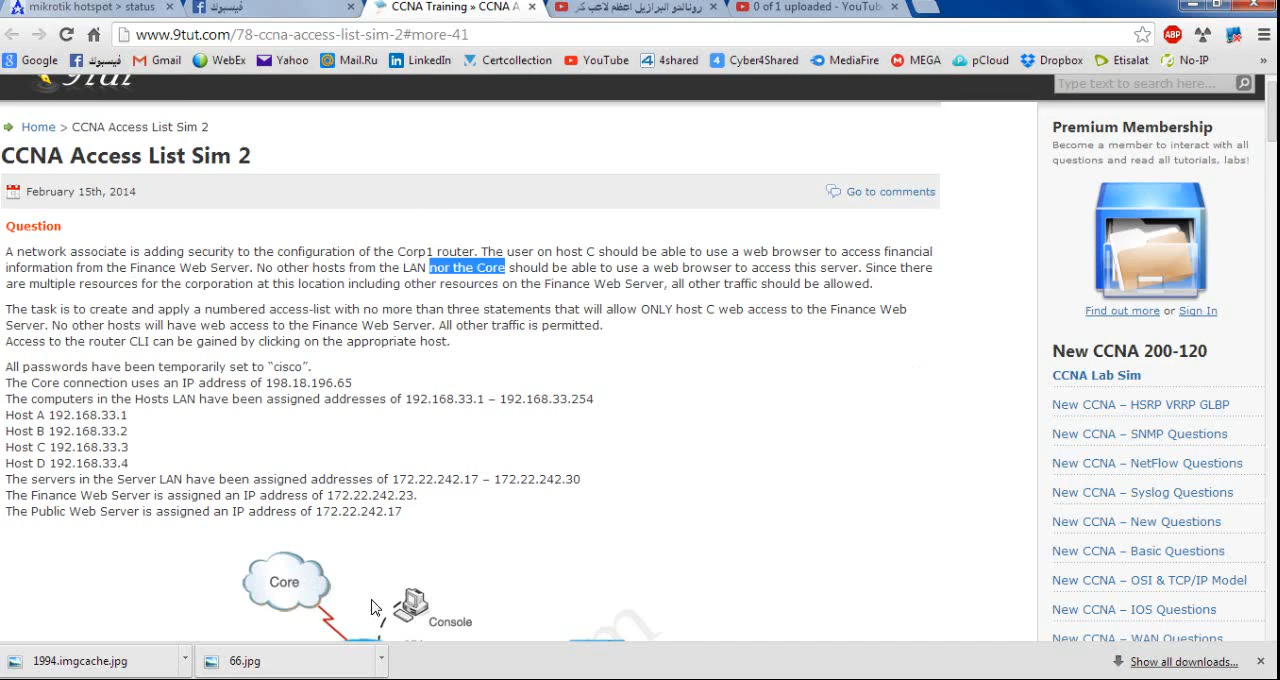 mikrotik hotspot > status
فيسبوك
CCNA Training » CCNA A
رونالدو البرازيل اعظم لاعب كر
0 of 1 uploaded - YouTub
www.9tut.com/78-ccna-access-list-sim-2#more-41
ABP
Google فيسبوك Gmail WebEx Yahoo Mail.Ru LinkedIn Certcollection YouTube 4shared Cyber4Shared MediaFire MEGA pCloud Dropbox Etisalat No-IP »
9tut
Type text to search here...
Home > CCNA Access List Sim 2
CCNA Access List Sim 2
February 15th, 2014
Go to comments
Question
A network associate is adding security to the configuration of the Corp1 router. The user on host C should be able to use a web browser to access financial
information from the Finance Web Server. No other hosts from the LAN nor the Core should be able to use a web browser to access this server. Since there
are multiple resources for the corporation at this location including other resources on the Finance Web Server, all other traffic should be allowed.
The task is to create and apply a numbered access-list with no more than three statements that will allow ONLY host C web access to the Finance Web
Server. No other hosts will have web access to the Finance Web Server. All other traffic is permitted.
Access to the router CLI can be gained by clicking on the appropriate host.
All passwords have been temporarily set to “cisco”.
The Core connection uses an IP address of 198.18.196.65
The computers in the Hosts LAN have been assigned addresses of 192.168.33.1 – 192.168.33.254
Host A 192.168.33.1
Host B 192.168.33.2
Host C 192.168.33.3
Host D 192.168.33.4
The servers in the Server LAN have been assigned addresses of 172.22.242.17 – 172.22.242.30
The Finance Web Server is assigned an IP address of 172.22.242.23.
The Public Web Server is assigned an IP address of 172.22.242.17
Core
Console
Premium Membership
Become a member to interact with all
questions and read all tutorials, labs!
Find out more or Sign In
New CCNA 200-120
CCNA Lab Sim
New CCNA – HSRP VRRP GLBP
New CCNA – SNMP Questions
New CCNA – NetFlow Questions
New CCNA – Syslog Questions
New CCNA – New Questions
New CCNA – Basic Questions
New CCNA – OSI & TCP/IP Model
New CCNA – IOS Questions
New CCNA – WAN Questions
1994.imgcache.jpg
66.jpg
Show all downloads...